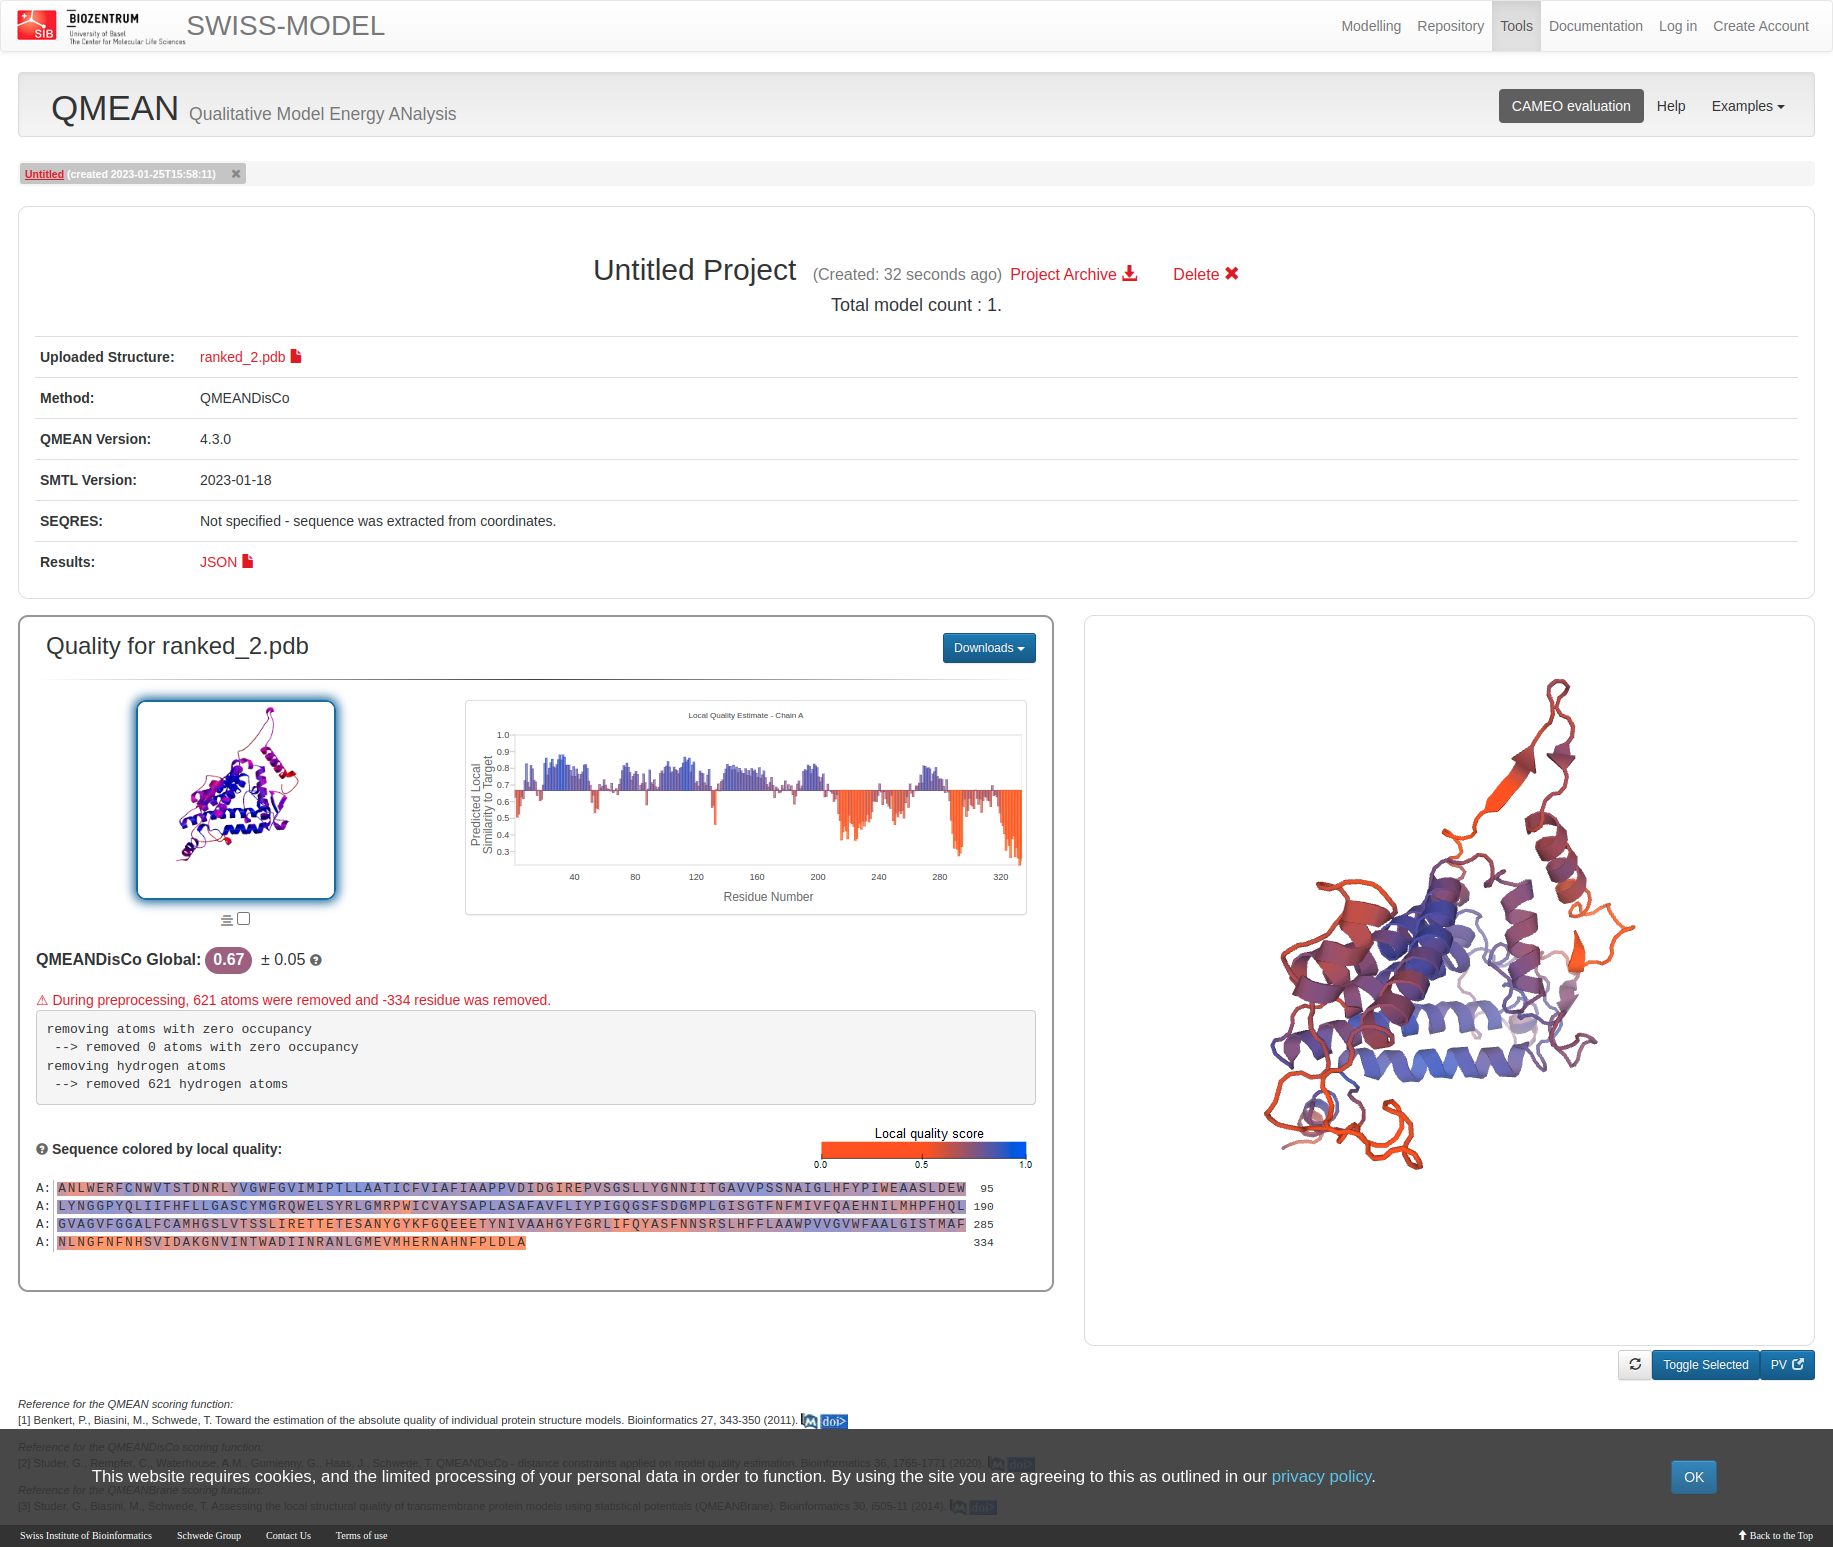 SIB
BIOZENTRUM
University of Basel
The Center for Molecular Life Sciences
SWISS-MODEL
Modelling Repository Tools Documentation Log in Create Account
QMEAN Qualitative Model Energy ANalysis
CAMEO evaluation Help Examples
Untitled (created 2023-01-25T15:58:11) ✖
Untitled Project (Created: 32 seconds ago) Project Archive Delete ✖
Total model count : 1.
Uploaded Structure: ranked_2.pdb
Method: QMEANDisCo
QMEAN Version: 4.3.0
SMTL Version: 2023-01-18
SEQRES: Not specified - sequence was extracted from coordinates.
Results: JSON
Quality for ranked_2.pdb
Downloads
Local Quality Estimate - Chain A
Predicted Local
Similarity to Target
1.0
0.9
0.8
0.7
0.6
0.5
0.4
0.3
40 80 120 160 200 240 280 320
Residue Number
QMEANDisCo Global: 0.67 ± 0.05
⚠ During preprocessing, 621 atoms were removed and -334 residue was removed.
removing atoms with zero occupancy
--> removed 0 atoms with zero occupancy
removing hydrogen atoms
--> removed 621 hydrogen atoms
Sequence colored by local quality:
Local quality score
0.0 0.5 1.0
A: ANLWERFCNWVTSTDNRLYVGWFGVIMIPTLLAATICFVIAFIAAPPVDIDGIREPVSGSLLYGNNIITGAVVPSSNAIGLHFYPIWEAASLDEW 95
A: LYNGGPYQLIIFHFLLGASCYMGRQWELSYRLGMRPWICVAYSAPLASAFAVFLIYPIGQGSFSDGMPLGISGTFNFMIVFQAEHNILMHPFHQL 190
A: GVAGVFGGALFCAMHGSLVTSSLIRETTETESANYGYKFGQEEETYNIVAAHGYFGRLIFQYASFNNSRSLHFFLAAWPVVGVWFAALGISTMAF 285
A: NLNGFNFNHSVIDAKGNVINTWADIINRANLGMEVMHERNAHNFPLDLA 334
Toggle Selected PV
Reference for the QMEAN scoring function:
[1] Benkert, P., Biasini, M., Schwede, T. Toward the estimation of the absolute quality of individual protein structure models. Bioinformatics 27, 343-350 (2011). M doi>
Reference for the QMEANDisCo scoring function:
[2] Studer, G., Rempfer, C., Waterhouse, A.M., Gumienny, G., Haas, J., Schwede, T. QMEANDisCo - distance constraints applied on model quality estimation. Bioinformatics 36, 1765-1771 (2020). M doi>
This website requires cookies, and the limited processing of your personal data in order to function. By using the site you are agreeing to this as outlined in our privacy policy.
OK
Reference for the QMEANBrane scoring function:
[3] Studer, G., Biasini, M., Schwede, T. Assessing the local structural quality of transmembrane protein models using statistical potentials (QMEANBrane). Bioinformatics 30, i505-11 (2014). M doi>
Swiss Institute of Bioinformatics Schwede Group Contact Us Terms of use
Back to the Top